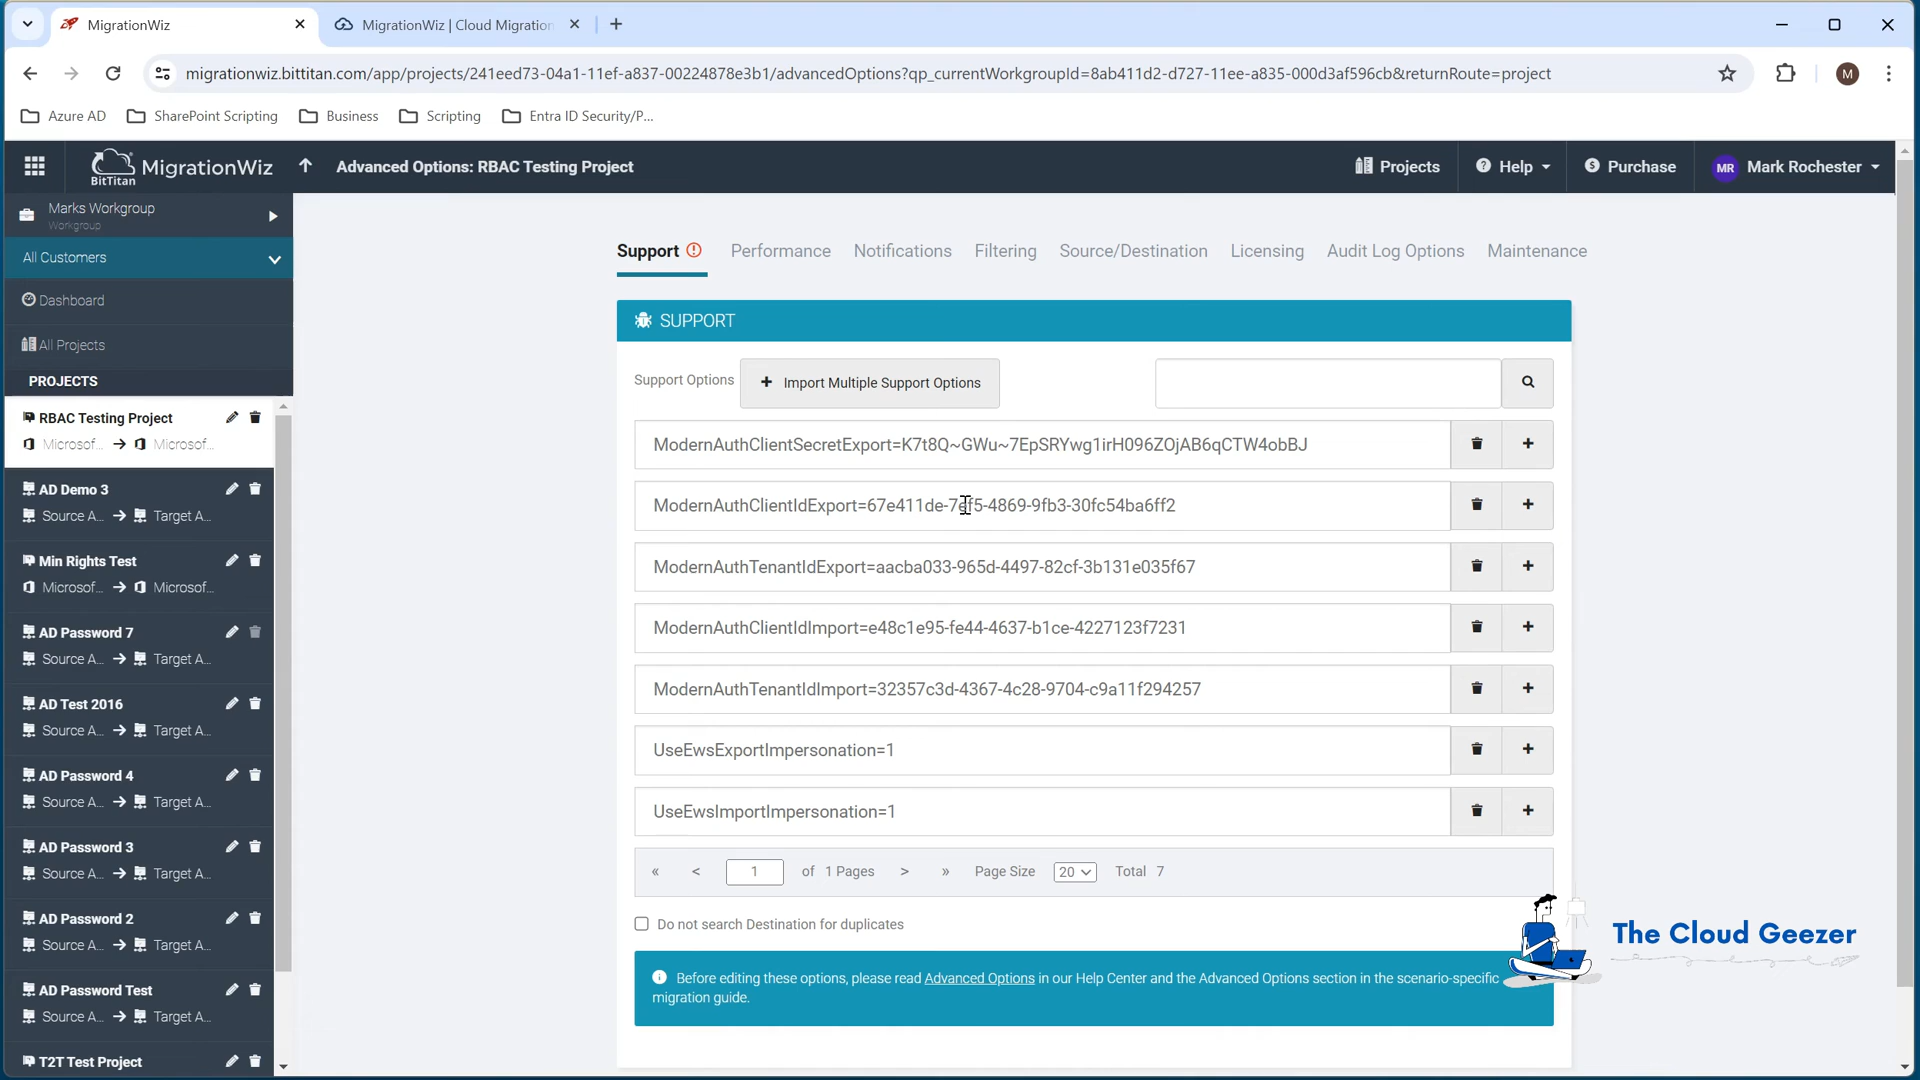 MigrationWiz
MigrationWiz | Cloud Migration
migrationwiz.bittitan.com/app/projects/241eed73-04a1-11ef-a837-00224878e3b1/advancedOptions?qp_currentWorkgroupId=8ab411d2-d727-11ee-a835-000d3af596cb&returnRoute=project
M
Azure AD
SharePoint Scripting
Business
Scripting
Entra ID Security/P...
BitTitan MigrationWiz
Advanced Options: RBAC Testing Project
Projects
Help
Purchase
MR Mark Rochester
Marks Workgroup
Workgroup
All Customers
Dashboard
All Projects
PROJECTS
RBAC Testing Project
Microsof... → Microsof...
AD Demo 3
Source A... → Target A...
Min Rights Test
Microsof... → Microsof...
AD Password 7
Source A... → Target A...
AD Test 2016
Source A... → Target A...
AD Password 4
Source A... → Target A...
AD Password 3
Source A... → Target A...
AD Password 2
Source A... → Target A...
AD Password Test
Source A... → Target A...
T2T Test Project
Support
Performance
Notifications
Filtering
Source/Destination
Licensing
Audit Log Options
Maintenance
SUPPORT
Support Options
+ Import Multiple Support Options
ModernAuthClientSecretExport=K7t8Q~GWu~7EpSRYwg1irH096ZOjAB6qCTW4obBJ
ModernAuthClientIdExport=67e411de-7ef5-4869-9fb3-30fc54ba6ff2
ModernAuthTenantIdExport=aacba033-965d-4497-82cf-3b131e035f67
ModernAuthClientIdImport=e48c1e95-fe44-4637-b1ce-4227123f7231
ModernAuthTenantIdImport=32357c3d-4367-4c28-9704-c9a11f294257
UseEwsExportImpersonation=1
UseEwsImportImpersonation=1
« < 1 of 1 Pages > » Page Size 20 Total 7
Do not search Destination for duplicates
Before editing these options, please read Advanced Options in our Help Center and the Advanced Options section in the scenario-specific
migration guide.
The Cloud Geezer